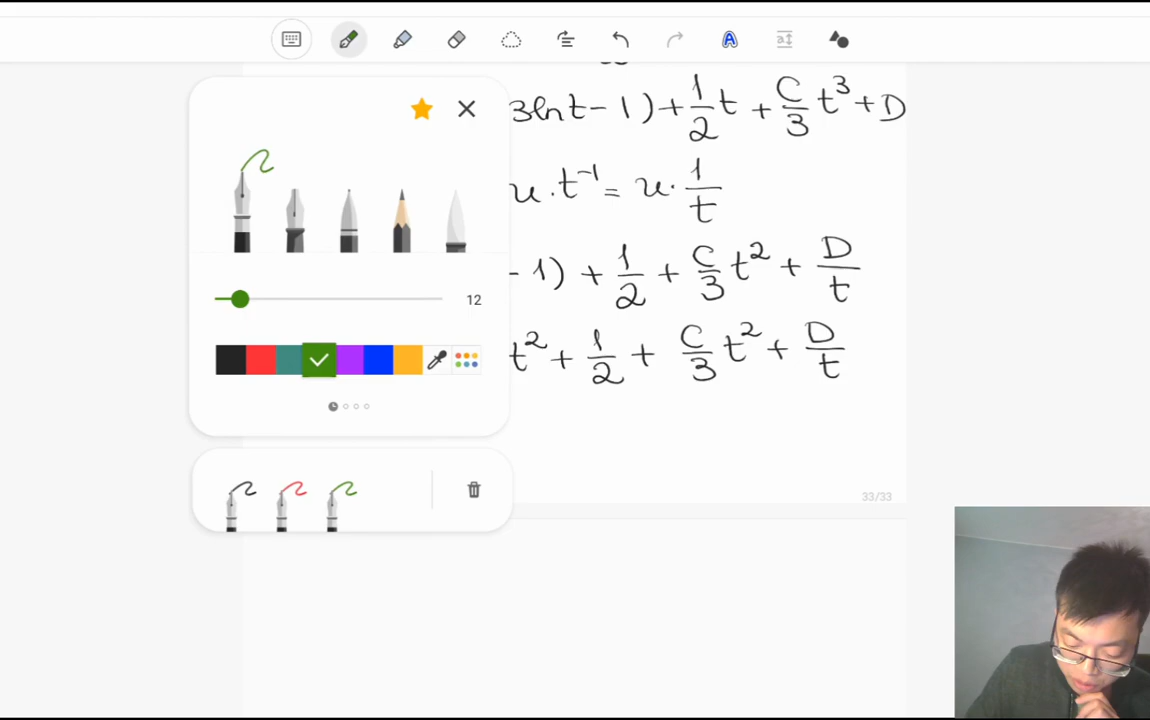 3lnt-1)+1/2 t + C/3 t³ + D
u·t⁻¹ = u·1/t
-1) + 1/2 + C/3 t² + D/t
12
t² + 1/2 + C/3 t² + D/t
33/33